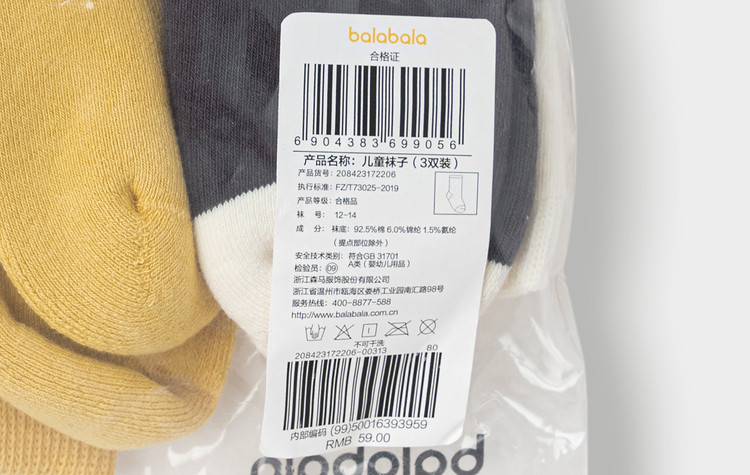 balabala
合格证
6 904383 699056
产品名称：儿童袜子（3双装）
产品货号：208423172206
执行标准：FZ/T73025-2019
产品等级：合格品
袜 号：12-14
成 分：袜底：92.5%棉 6.0%锦纶 1.5%氨纶
（提点部位除外）
安全技术类别：符合GB 31701
A类（婴幼儿用品）
检验员：09
浙江森马服饰股份有限公司
浙江省温州市瓯海区娄桥工业园南汇路98号
服务热线：400-8877-588
http://www.balabala.com.cn
不可干洗
208423172206-00313 80
内部编码 (99)50016393959
RMB 59.00
balabala